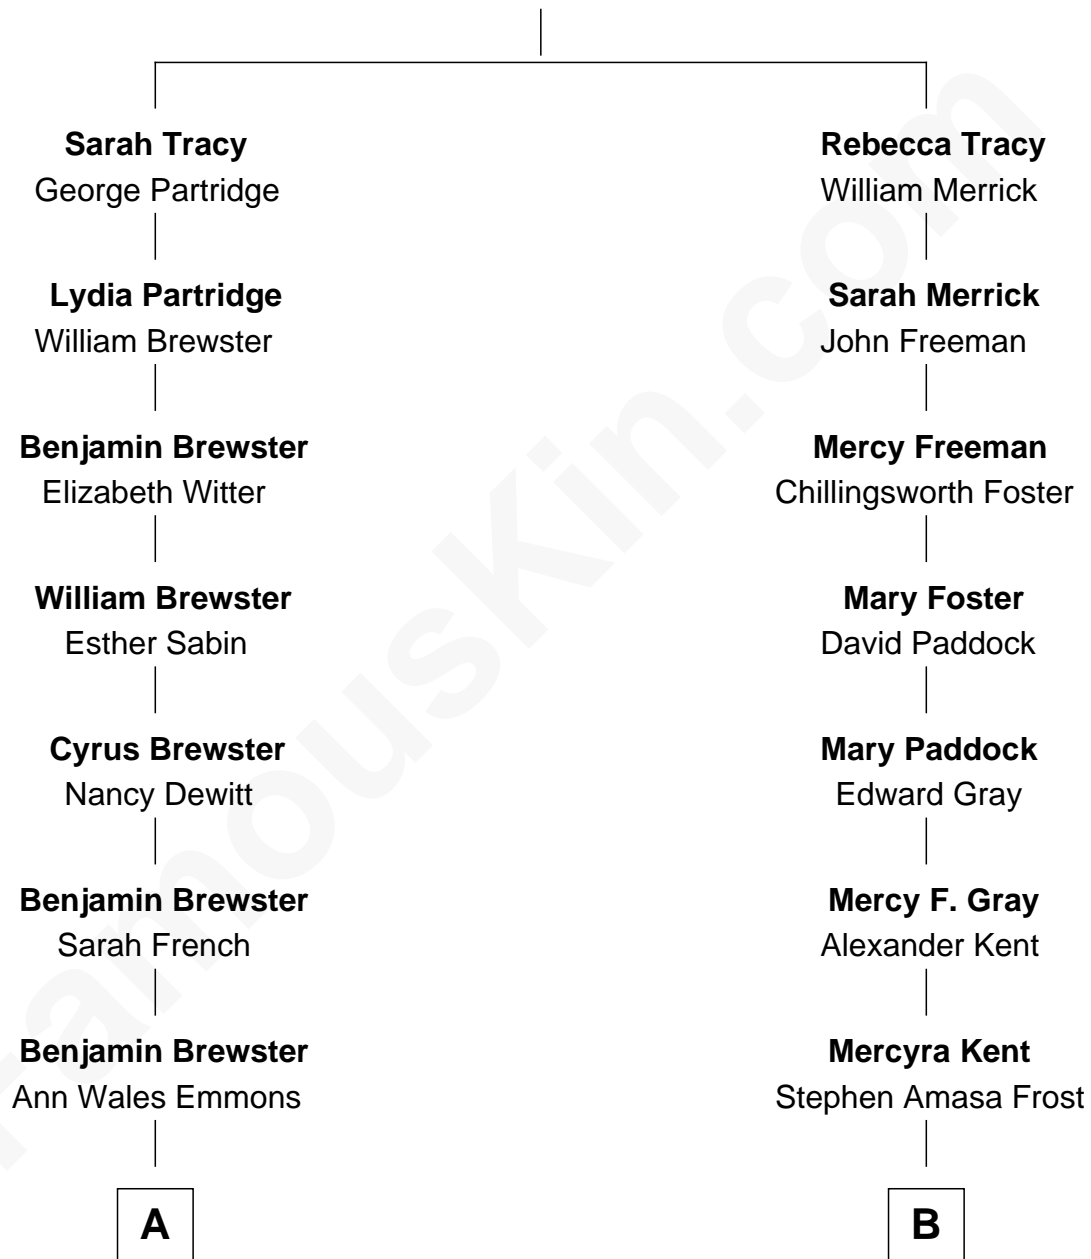 Sarah Tracy
George Partridge
Lydia Partridge
William Brewster
Benjamin Brewster
Elizabeth Witter
William Brewster
Esther Sabin
Cyrus Brewster
Nancy Dewitt
Benjamin Brewster
Sarah French
Benjamin Brewster
Ann Wales Emmons
A
Rebecca Tracy
William Merrick
Sarah Merrick
John Freeman
Mercy Freeman
Chillingsworth Foster
Mary Foster
David Paddock
Mary Paddock
Edward Gray
Mercy F. Gray
Alexander Kent
Mercyra Kent
Stephen Amasa Frost
B
FamousKin.com